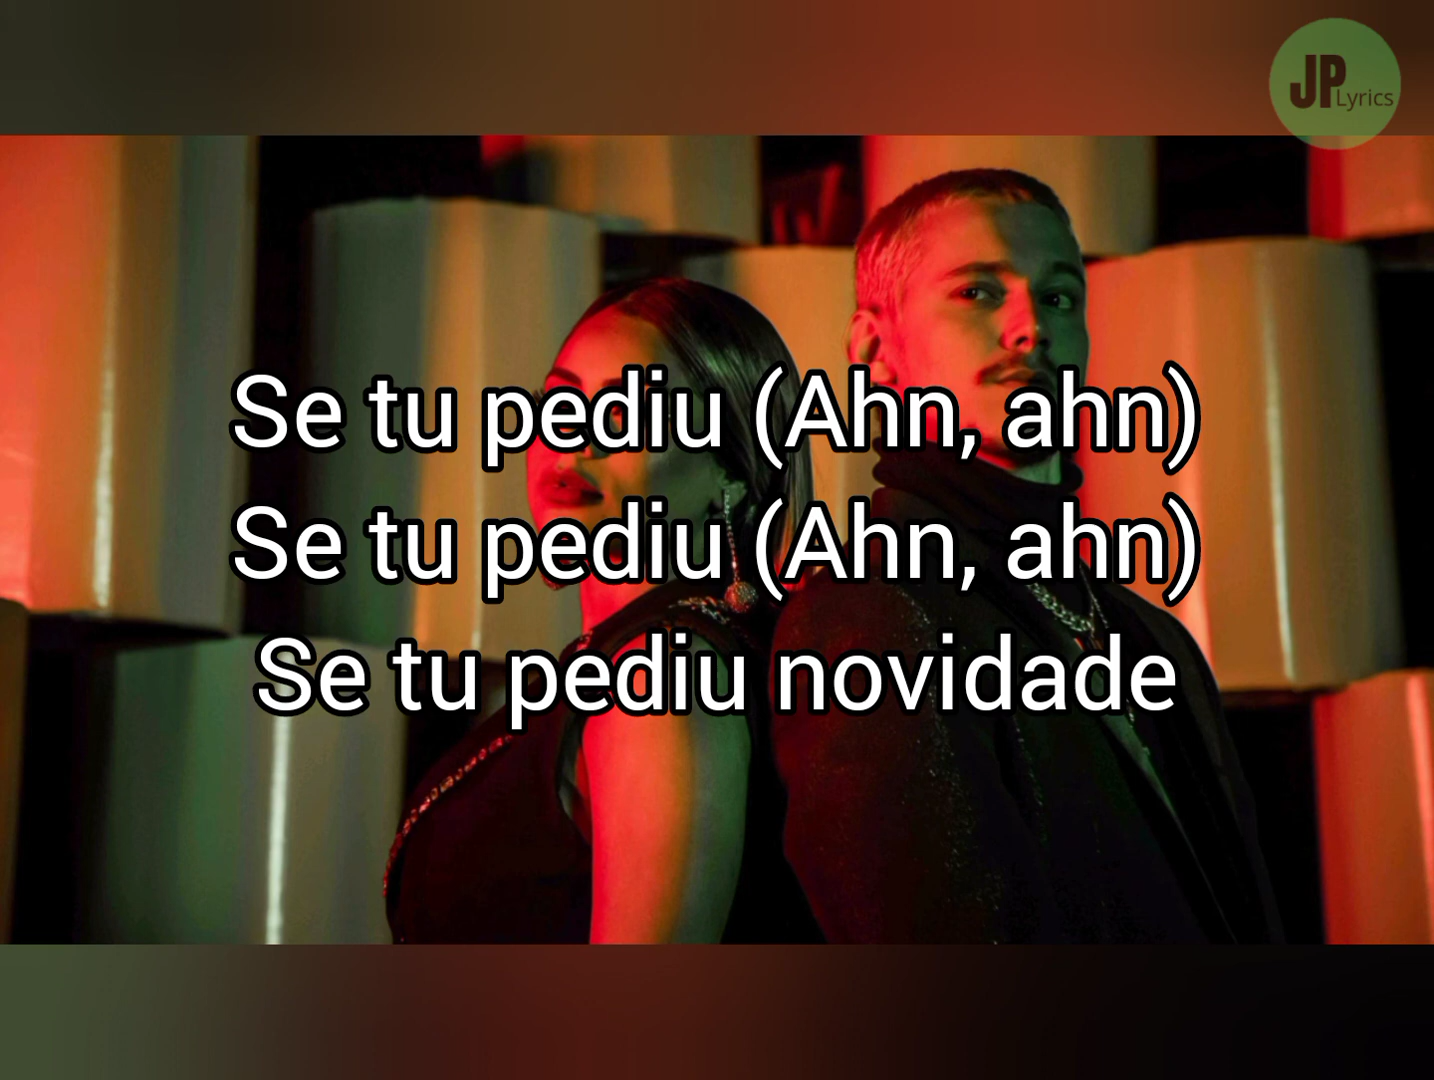 JP Lyrics
Se tu pediu (Ahn, ahn)
Se tu pediu (Ahn, ahn)
Se tu pediu novidade